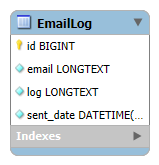 EmailLog
id BIGINT
email LONGTEXT
log LONGTEXT
sent_date DATETIME(...
Indexes